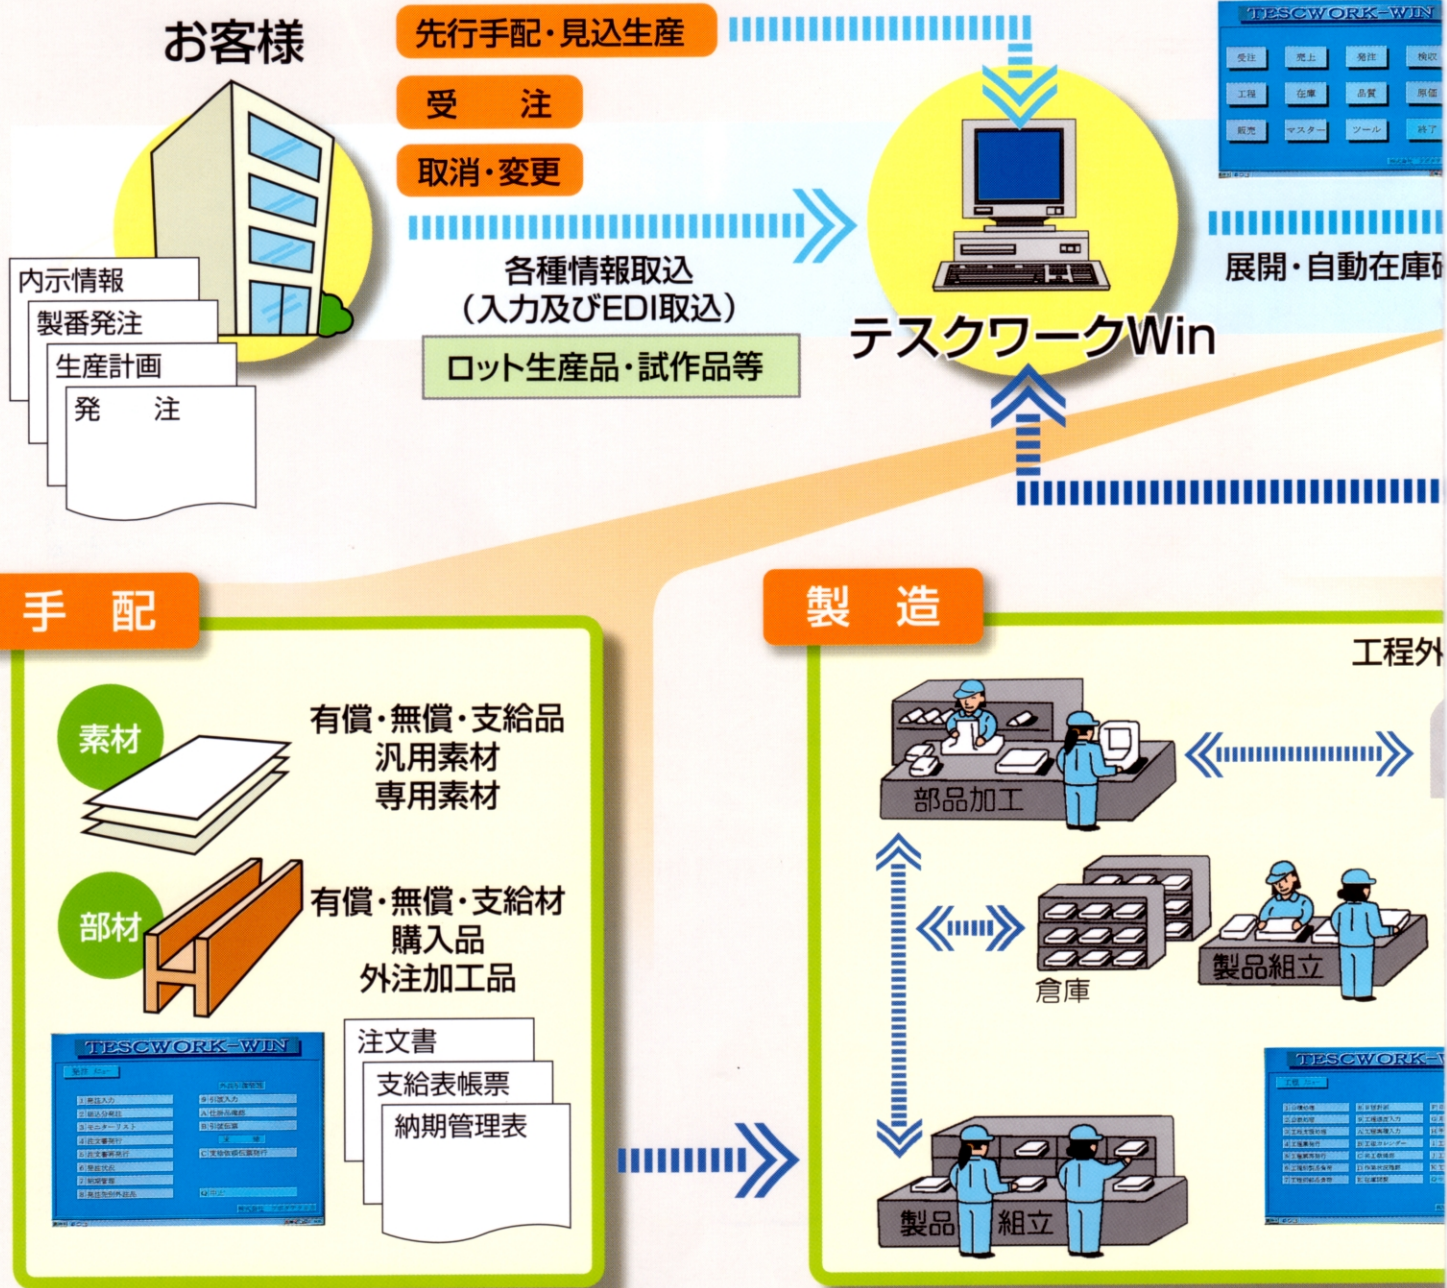 お客様
先行手配・見込生産
受　注
取消・変更
内示情報
製番発注
生産計画
発　注
各種情報取込
（入力及びEDI取込）
ロット生産品・試作品等
テスクワークWin
TESCWORK-WIN
受注 売上 発注 検収
工程 在庫 品質 原価
販売 マスター ツール 終了
展開・自動在庫
手　配
素材
有償・無償・支給品
汎用素材
専用素材
部材
有償・無償・支給材
購入品
外注加工品
TESCWORK-WIN
注文書
支給表帳票
納期管理表
製　造
工程外
部品加工
倉庫
製品組立
TESCWORK-W
製品組立